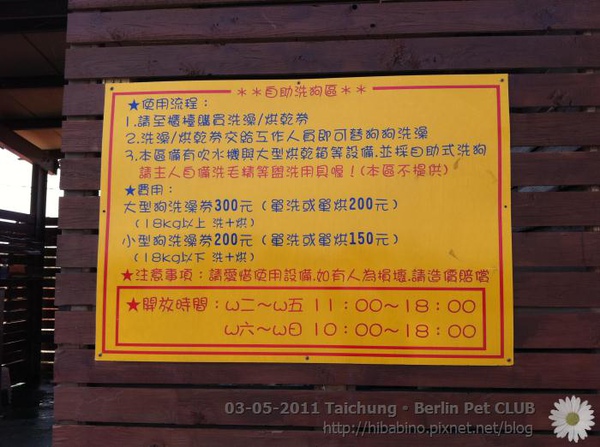 **自助洗狗區**
★使用流程：
1.請至櫃檯購買洗澡/烘乾券
2.洗澡/烘乾券交給工作人員即可替狗狗洗澡
3.本區備有吹水機與大型烘乾箱等設備.並採自助式洗狗
請主人自備洗毛精等盥洗用具喔！(本區不提供)
★費用：
大型狗洗澡券300元（單洗或單烘200元）
(18kg以上 洗+烘)
小型狗洗澡券200元（單洗或單烘150元）
(18kg以下 洗+烘)
★注意事項：請愛惜使用設備.如有人為損壞.請造價賠償
★開放時間：ω二～ω五 11：00～18：00
ω六～ω日 10：00～18：00
03-05-2011 Taichung • Berlin Pet CLUB
http://hibabino.pixnet.net/blog